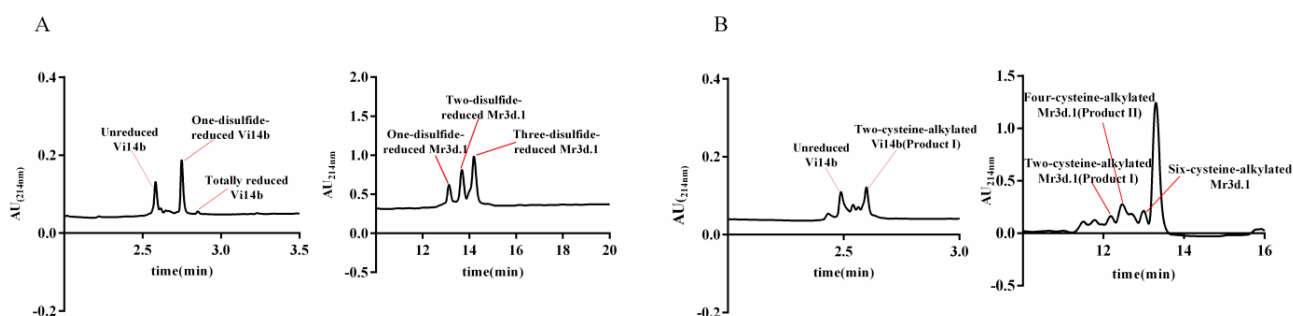 A
B
0.4
0.2
0.0
-0.2
AU(214nm)
Unreduced
Vi14b
One-disulfide-
reduced Vi14b
Totally reduced
Vi14b
2.5
3.0
3.5
time(min)
2.0
1.5
1.0
0.5
0.0
-0.5
AU214nm
Two-disulfide-
reduced Mr3d.1
One-disulfide-
reduced Mr3d.1
Three-disulfide-
reduced Mr3d.1
12
14
16
18
20
time(min)
0.4
0.2
0.0
-0.2
AU(214nm)
Unreduced
Vi14b
Two-cysteine-alkylated
Vi14b(Product I)
2.5
3.0
time(min)
1.5
1.0
0.5
0.0
-0.5
AU214nm
Four-cysteine-alkylated
Mr3d.1(Product II)
Two-cysteine-alkylated
Mr3d.1(Product I)
Six-cysteine-alkylated
Mr3d.1
12
14
16
time(min)